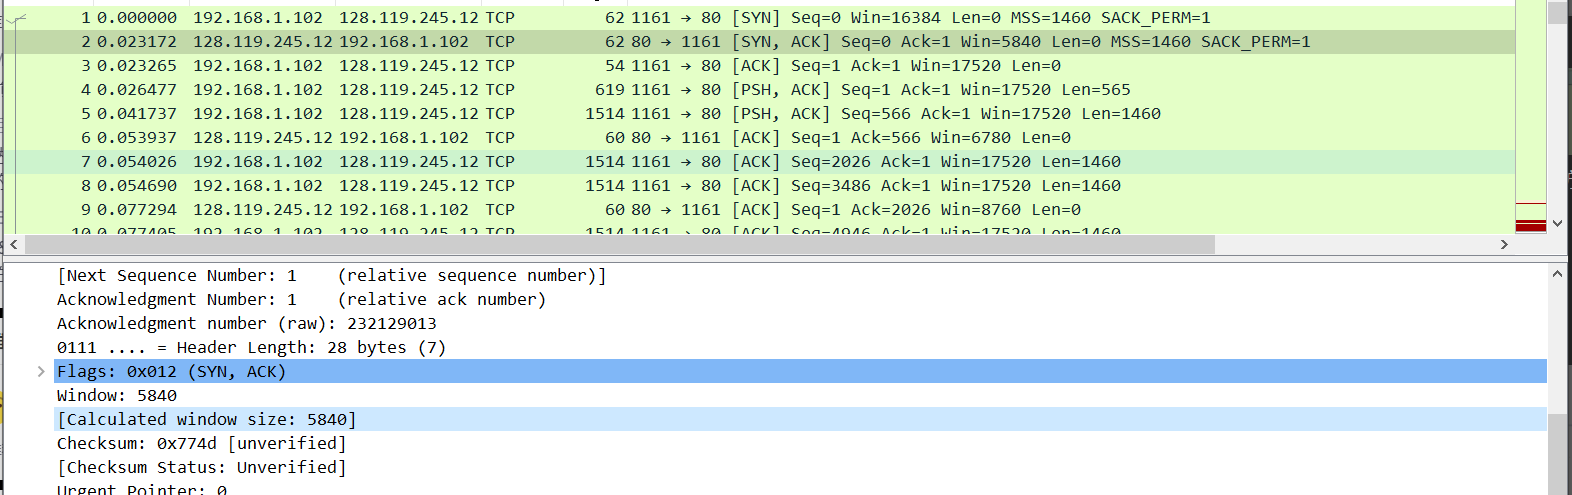 1 0.000000 192.168.1.102 128.119.245.12 TCP 62 1161 → 80 [SYN] Seq=0 Win=16384 Len=0 MSS=1460 SACK_PERM=1
2 0.023172 128.119.245.12 192.168.1.102 TCP 62 80 → 1161 [SYN, ACK] Seq=0 Ack=1 Win=5840 Len=0 MSS=1460 SACK_PERM=1
3 0.023265 192.168.1.102 128.119.245.12 TCP 54 1161 → 80 [ACK] Seq=1 Ack=1 Win=17520 Len=0
4 0.026477 192.168.1.102 128.119.245.12 TCP 619 1161 → 80 [PSH, ACK] Seq=1 Ack=1 Win=17520 Len=565
5 0.041737 192.168.1.102 128.119.245.12 TCP 1514 1161 → 80 [PSH, ACK] Seq=566 Ack=1 Win=17520 Len=1460
6 0.053937 128.119.245.12 192.168.1.102 TCP 60 80 → 1161 [ACK] Seq=1 Ack=566 Win=6780 Len=0
7 0.054026 192.168.1.102 128.119.245.12 TCP 1514 1161 → 80 [ACK] Seq=2026 Ack=1 Win=17520 Len=1460
8 0.054690 192.168.1.102 128.119.245.12 TCP 1514 1161 → 80 [ACK] Seq=3486 Ack=1 Win=17520 Len=1460
9 0.077294 128.119.245.12 192.168.1.102 TCP 60 80 → 1161 [ACK] Seq=1 Ack=2026 Win=8760 Len=0
10 0.077405 192.168.1.102 128.119.245.12 TCP 1514 1161 → 80 [ACK] Seq=4946 Ack=1 Win=17520 Len=1460
[Next Sequence Number: 1 (relative sequence number)]
Acknowledgment Number: 1 (relative ack number)
Acknowledgment number (raw): 232129013
0111 .... = Header Length: 28 bytes (7)
Flags: 0x012 (SYN, ACK)
Window: 5840
[Calculated window size: 5840]
Checksum: 0x774d [unverified]
[Checksum Status: Unverified]
Urgent Pointer: 0